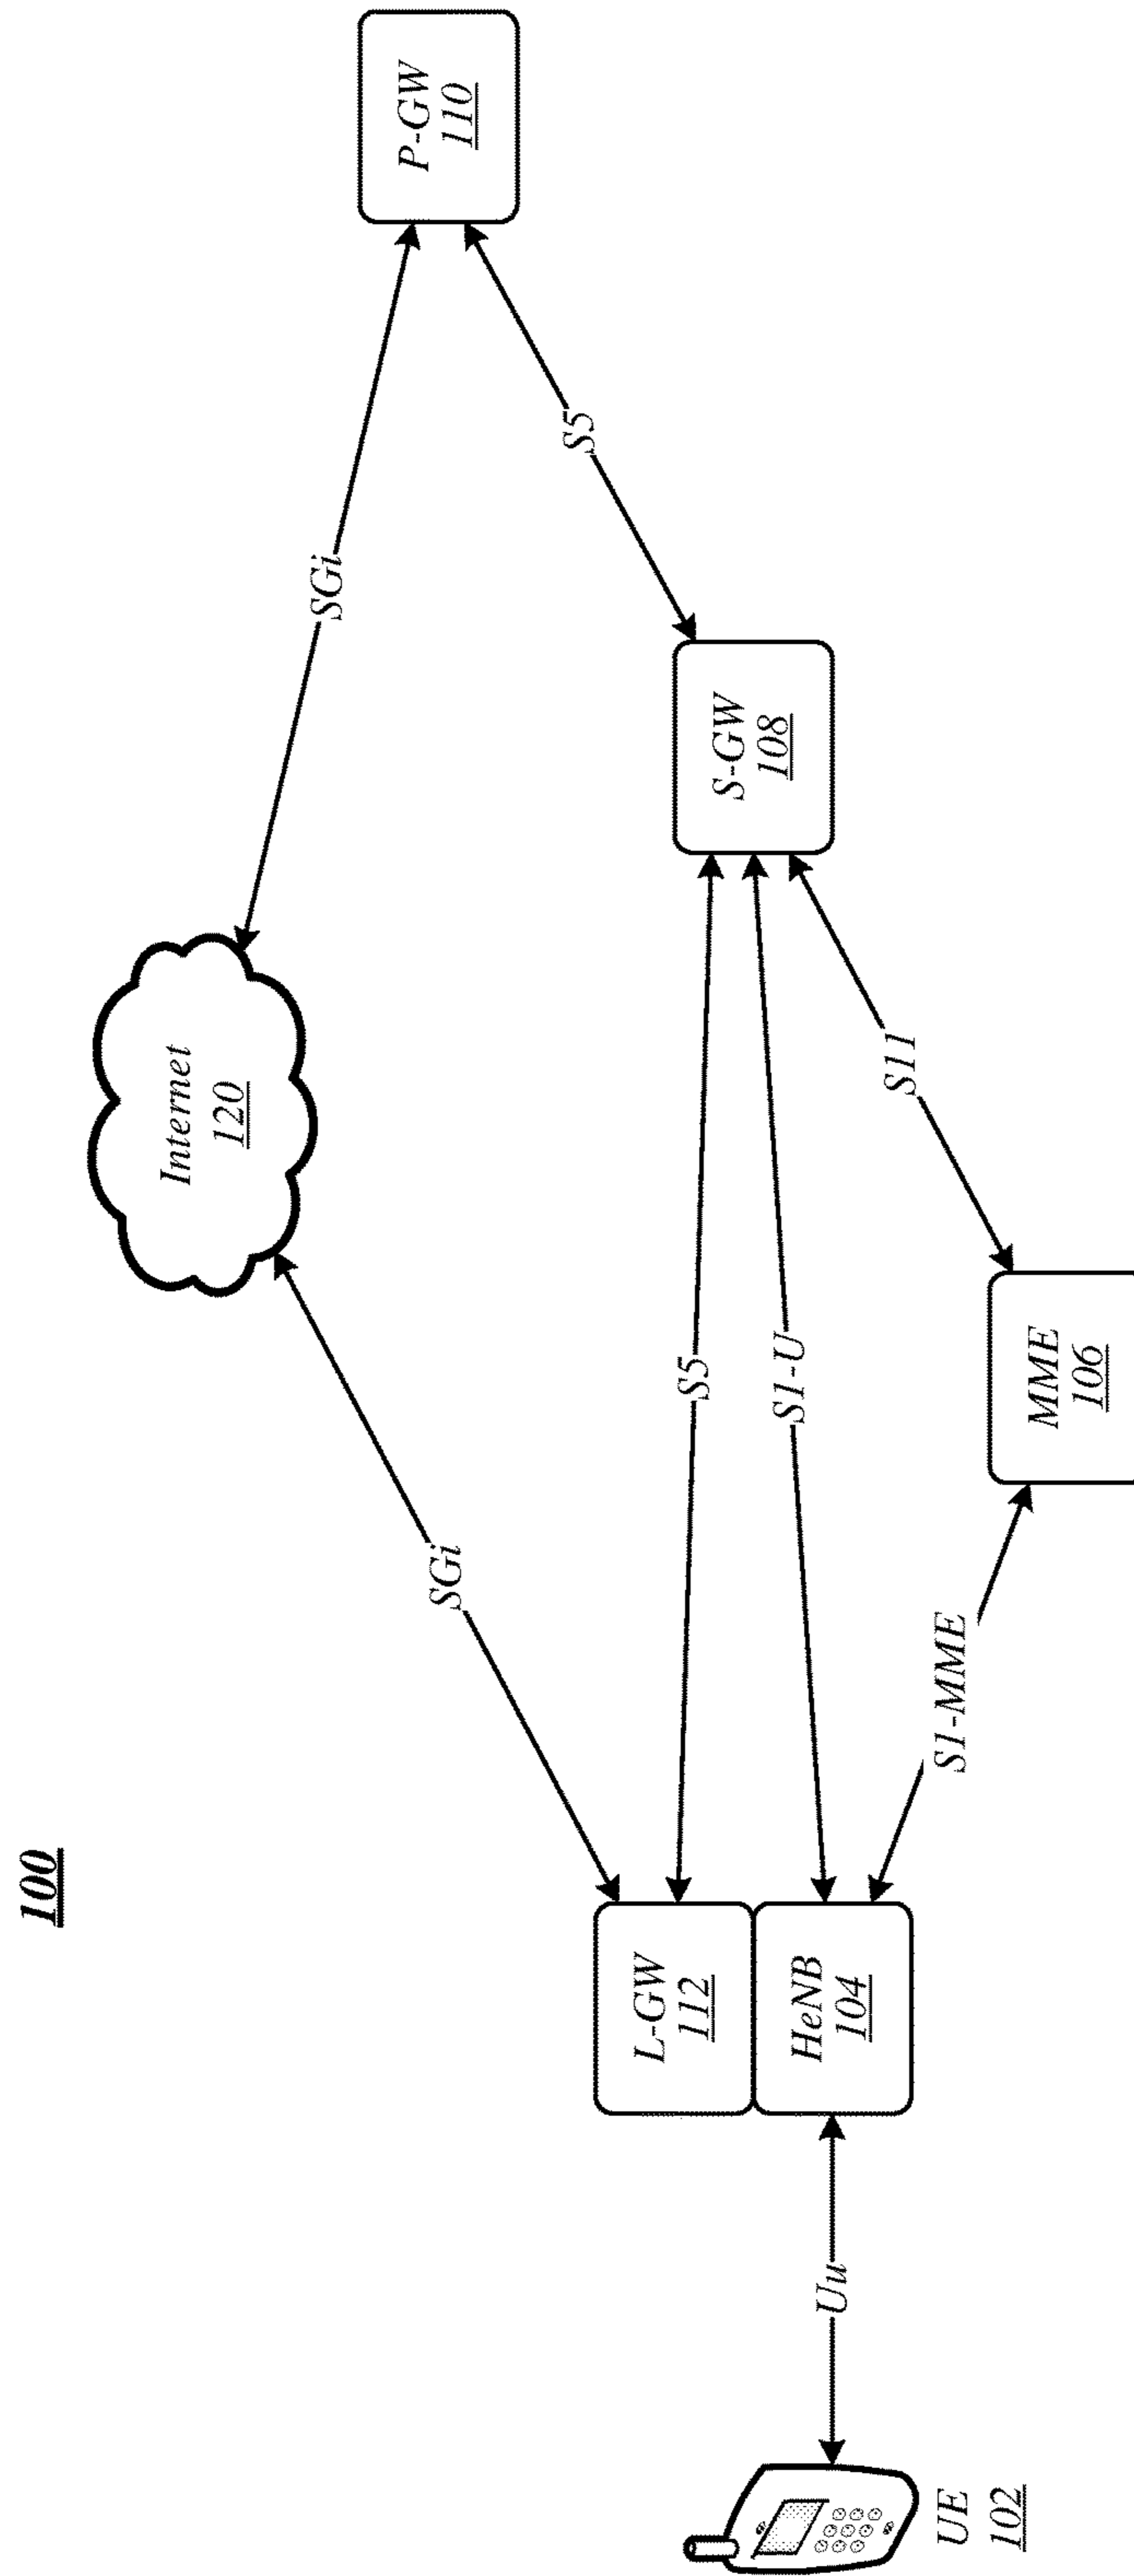 100
Internet
120
SGi
SGi
P-GW
110
L-GW
112
S5
S-GW
108
S5
HeNB
104
S1-U
Uu
S1-MME
S11
UE
102
MME
106